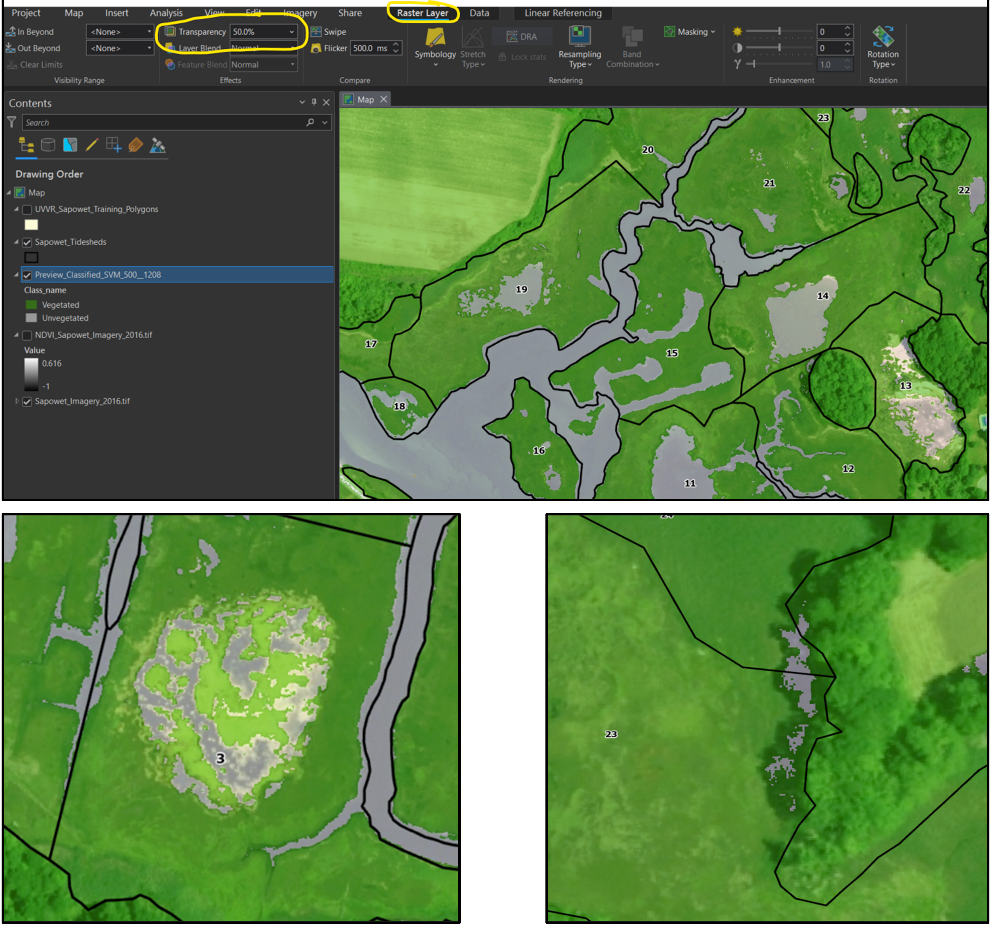 Project Map Insert Analysis Share View Edit Imagery Share Raster Layer Data Linear Referencing
In Beyond <None> Transparency 50.0% Swipe DRA Masking 0
Out Beyond <None> Layer Blend Normal Flicker 500.0 ms Symbology Stretch Type Lock stats Resampling Type Band Combination 0 Rotation Type
Clear Limits Feature Blend Normal γ 1.0
Visibility Range Effects Compare Rendering Enhancement Rotation
Contents
Map
Search
Drawing Order
Map
UVVR_Sapowet_Training_Polygons
Sapowet_Tidesheds
Preview_Classified_SVM_500__1208
Class_name
Vegetated
Unvegetated
NDVI_Sapowet_Imagery_2016.tif
Value
0.616
-1
Sapowet_Imagery_2016.tif
23
20
21
22
19
14
17
15
13
18
16
12
11
3
23